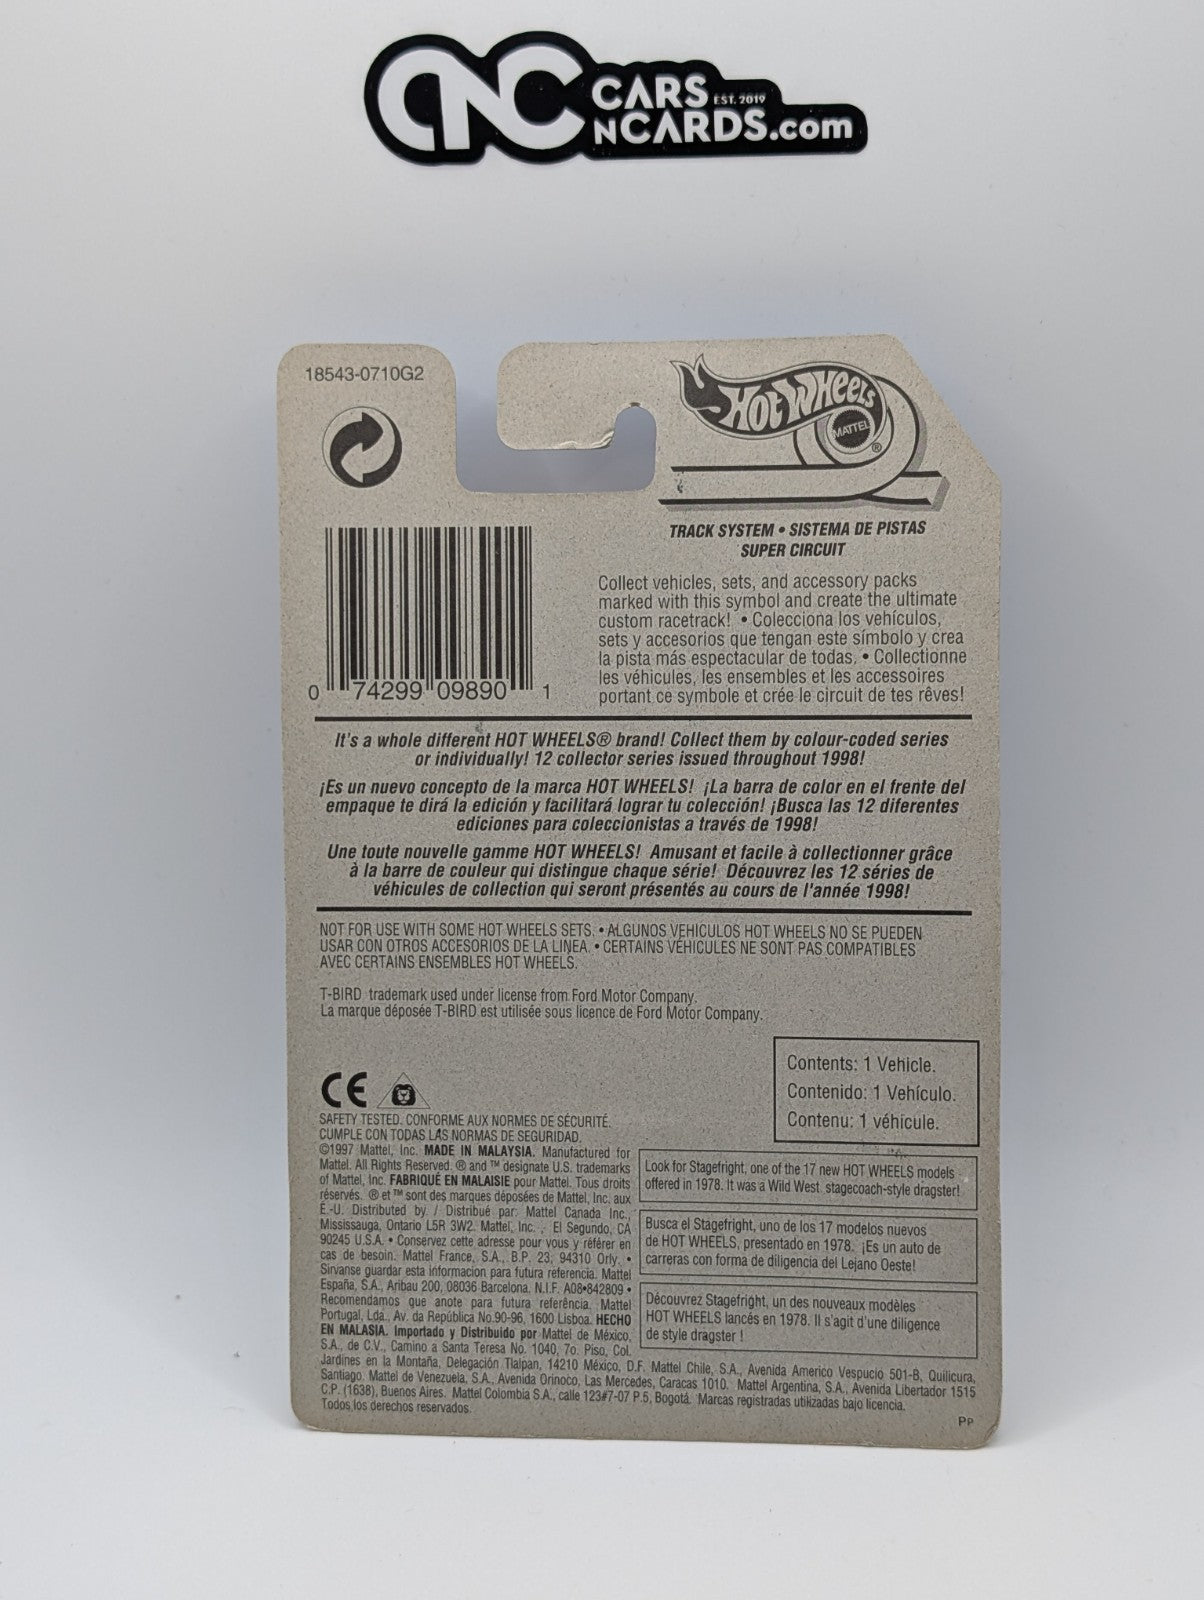 CNC CARS EST. 2019
NCARDS.com
18543-0710G2
HOT WHEELS
MATTEL
®
TRACK SYSTEM • SISTEMA DE PISTAS
SUPER CIRCUIT
Collect vehicles, sets, and accessory packs
marked with this symbol and create the ultimate
custom racetrack! • Colecciona los vehículos,
sets y accesorios que tengan este símbolo y crea
la pista más espectacular de todas. • Collectionne
les véhicules, les ensembles et les accessoires
portant ce symbole et crée le circuit de tes rêves!
0 74299 09890 1
It's a whole different HOT WHEELS® brand! Collect them by colour-coded series
or individually! 12 collector series issued throughout 1998!
¡Es un nuevo concepto de la marca HOT WHEELS! ¡La barra de color en el frente del
empaque te dirá la edición y facilitará lograr tu colección! ¡Busca las 12 diferentes
ediciones para coleccionistas a través de 1998!
Une toute nouvelle gamme HOT WHEELS! Amusant et facile à collectionner grâce
à la barre de couleur qui distingue chaque série! Découvrez les 12 séries de
véhicules de collection qui seront présentés au cours de l'année 1998!
NOT FOR USE WITH SOME HOT WHEELS SETS. • ALGUNOS VEHICULOS HOT WHEELS NO SE PUEDEN
USAR CON OTROS ACCESORIOS DE LA LINEA. • CERTAINS VÉHICULES NE SONT PAS COMPATIBLES
AVEC CERTAINS ENSEMBLES HOT WHEELS.
T-BIRD trademark used under license from Ford Motor Company.
La marque déposée T-BIRD est utilisée sous licence de Ford Motor Company.
Contents: 1 Vehicle.
Contenido: 1 Vehículo.
Contenu: 1 véhicule.
CE
SAFETY TESTED. CONFORME AUX NORMES DE SÉCURITÉ.
CUMPLE CON TODAS LAS NORMAS DE SEGURIDAD.
©1997 Mattel, Inc. MADE IN MALAYSIA. Manufactured for
Mattel. All Rights Reserved. ® and ™ designate U.S. trademarks
of Mattel, Inc. FABRIQUÉ EN MALAISIE pour Mattel. Tous droits
réservés. ® et ™ sont des marques déposées de Mattel, Inc. aux
É.-U. Distributed by / Distribué par: Mattel Canada Inc.,
Mississauga, Ontario L5R 3W2. Mattel, Inc., El Segundo, CA
90245 U.S.A. • Conservez cette adresse pour vous y référer en
cas de besoin. Mattel France, S.A., B.P. 23, 94310 Orly. •
Sirvanse guardar esta informacion para futura referencia. Mattel
España, S.A., Aribau 200, 08036 Barcelona. N.I.F. A08•842809 •
Recomendamos que anote para futura referência. Mattel
Portugal, Lda., Av. da República No.90-96, 1600 Lisboa. HECHO
EN MALASIA. Importado y Distribuido por Mattel de México,
S.A., de C.V., Camino a Santa Teresa No. 1040, 7o. Piso, Col.
Jardines en la Montaña, Delegación Tlalpan, 14210 México, D.F. Mattel Chile, S.A., Avenida Americo Vespucio 501-B, Quilicura,
Santiago. Mattel de Venezuela, S.A., Avenida Orinoco, Las Mercedes, Caracas 1010. Mattel Argentina, S.A., Avenida Libertador 1515
C.P. (1638), Buenos Aires. Mattel Colombia S.A., calle 123#7-07 P.5, Bogotá. Marcas registradas utilizadas bajo licencia.
Todos los derechos reservados.
Look for Stagefright, one of the 17 new HOT WHEELS models
offered in 1978. It was a Wild West stagecoach-style dragster!
Busca el Stagefright, uno de los 17 modelos nuevos
de HOT WHEELS, presentado en 1978. ¡Es un auto de
carreras con forma de diligencia del Lejano Oeste!
Découvrez Stagefright, un des nouveaux modèles
HOT WHEELS lancés en 1978. Il s'agit d'une diligence
de style dragster !
PP